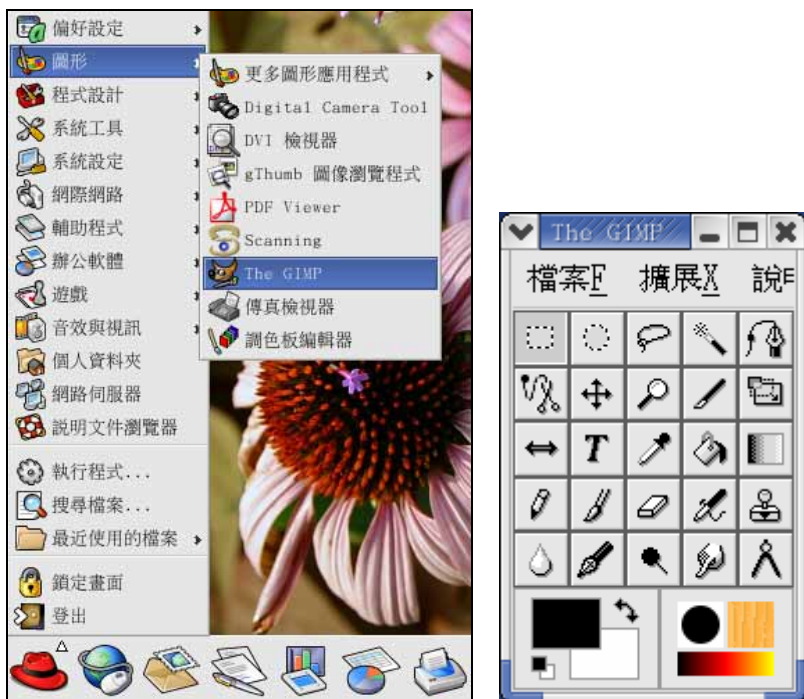 偏好設定
圖形
程式設計
系統工具
系統設定
網際網路
輔助程式
辦公軟體
遊戲
音效與視訊
個人資料夾
網路伺服器
說明文件瀏覽器
執行程式...
搜尋檔案...
最近使用的檔案
鎖定畫面
登出
更多圖形應用程式
Digital Camera Tool
DVI 檢視器
gThumb 圖像瀏覽程式
PDF Viewer
Scanning
The GIMP
傳真檢視器
調色板編輯器
The GIMP
檔案F 擴展X 說